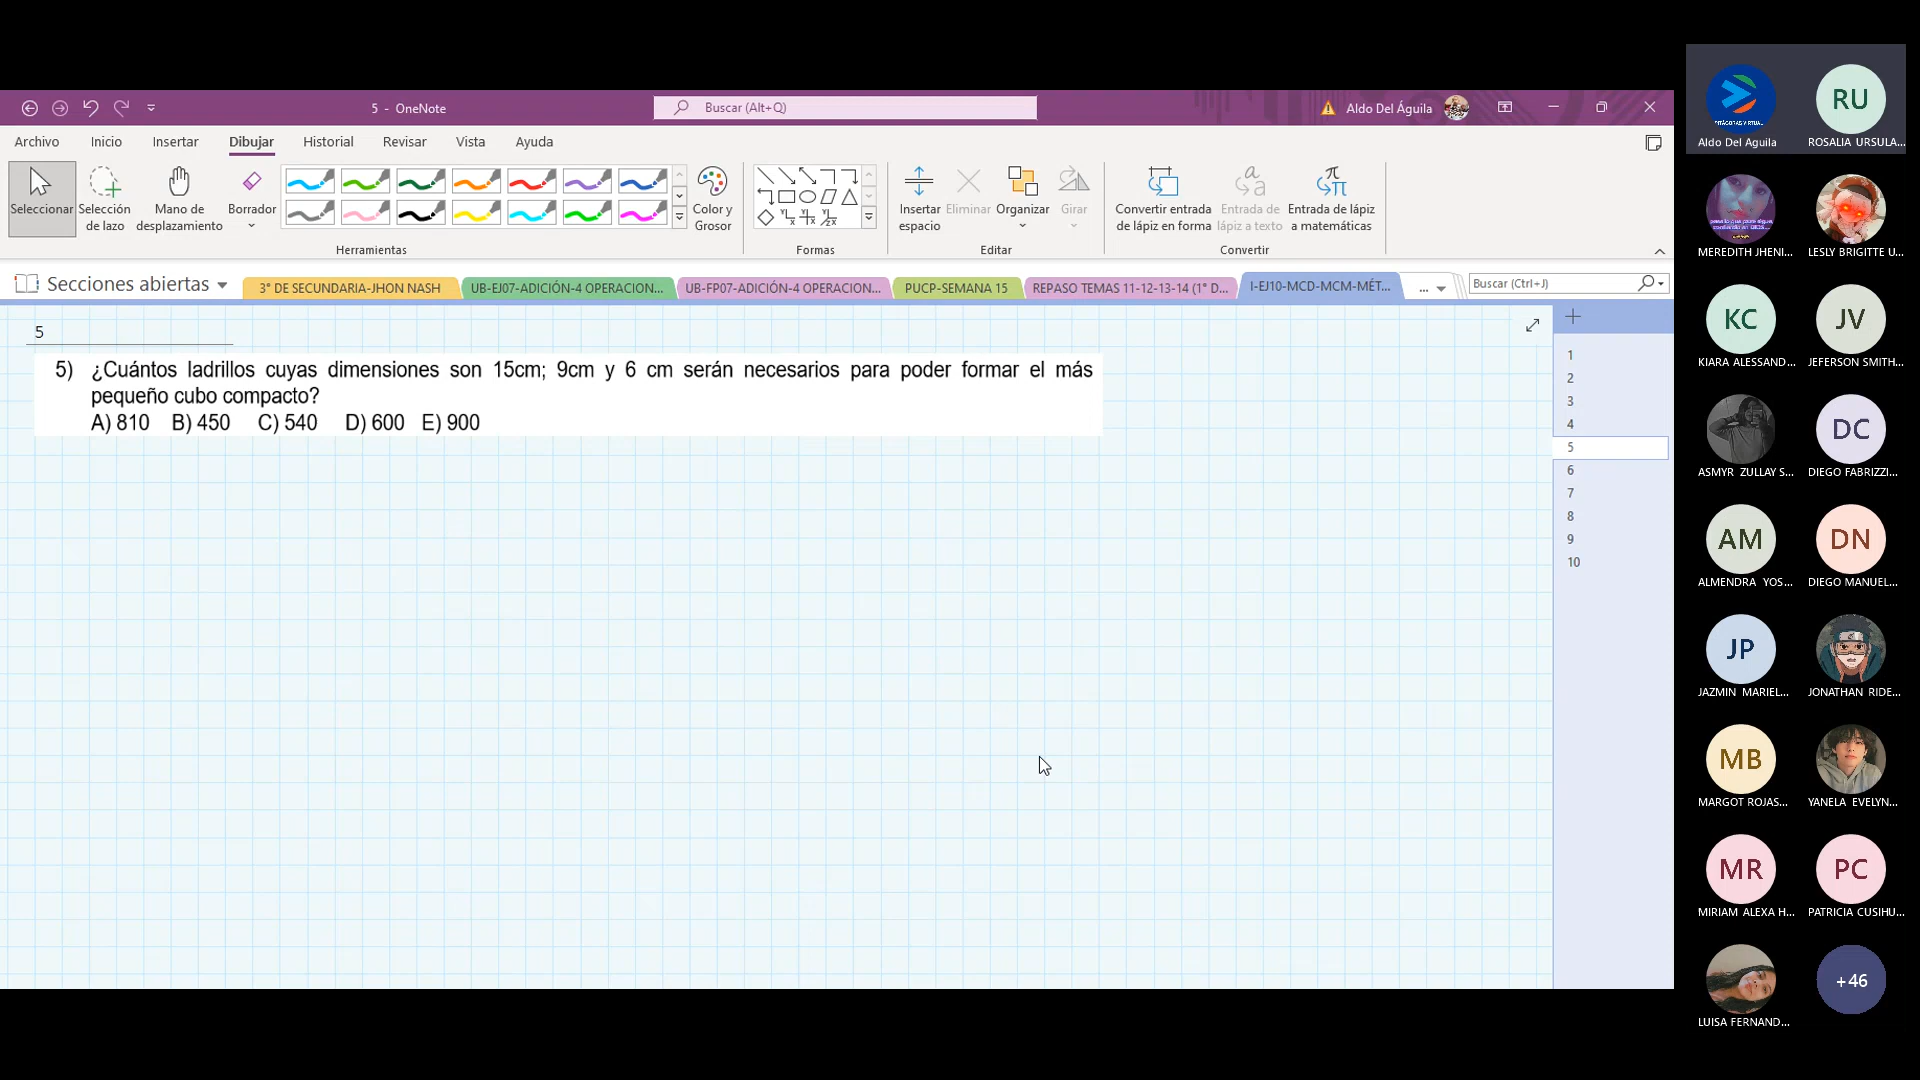 5 - OneNote
Buscar (Alt+Q)
Aldo Del Águila
Archivo Inicio Insertar Dibujar Historial Revisar Vista Ayuda
Seleccionar
Selección de lazo
Mano de desplazamiento
Borrador
Color y Grosor
Insertar espacio
Eliminar
Organizar
Girar
Convertir entrada de lápiz en forma
Entrada de lápiz a texto
Entrada de lápiz a matemáticas
Herramientas Formas Editar Convertir
Secciones abiertas
3° DE SECUNDARIA-JHON NASH
UB-EJ07-ADICIÓN-4 OPERACION...
UB-FP07-ADICIÓN-4 OPERACION...
PUCP-SEMANA 15
REPASO TEMAS 11-12-13-14 (1° D...
I-EJ10-MCD-MCM-MÉT...
...
Buscar (Ctrl+J)
5
5) ¿Cuántos ladrillos cuyas dimensiones son 15cm; 9cm y 6 cm serán necesarios para poder formar el más
pequeño cubo compacto?
A) 810 B) 450 C) 540 D) 600 E) 900
1
2
3
4
5
6
7
8
9
10
Aldo Del Aguila
RU
ROSALIA URSULA...
MEREDITH JHENI...
LESLY BRIGITTE U...
KC
KIARA ALESSAND...
JV
JEFERSON SMITH...
ASMYR ZULLAY S...
DC
DIEGO FABRIZZI...
AM
ALMENDRA YOS...
DN
DIEGO MANUEL...
JP
JAZMIN MARIEL...
JONATHAN RIDE...
MB
MARGOT ROJAS...
YANELA EVELYN...
MR
MIRIAM ALEXA H...
PC
PATRICIA CUSIHU...
LUISA FERNAND...
+46